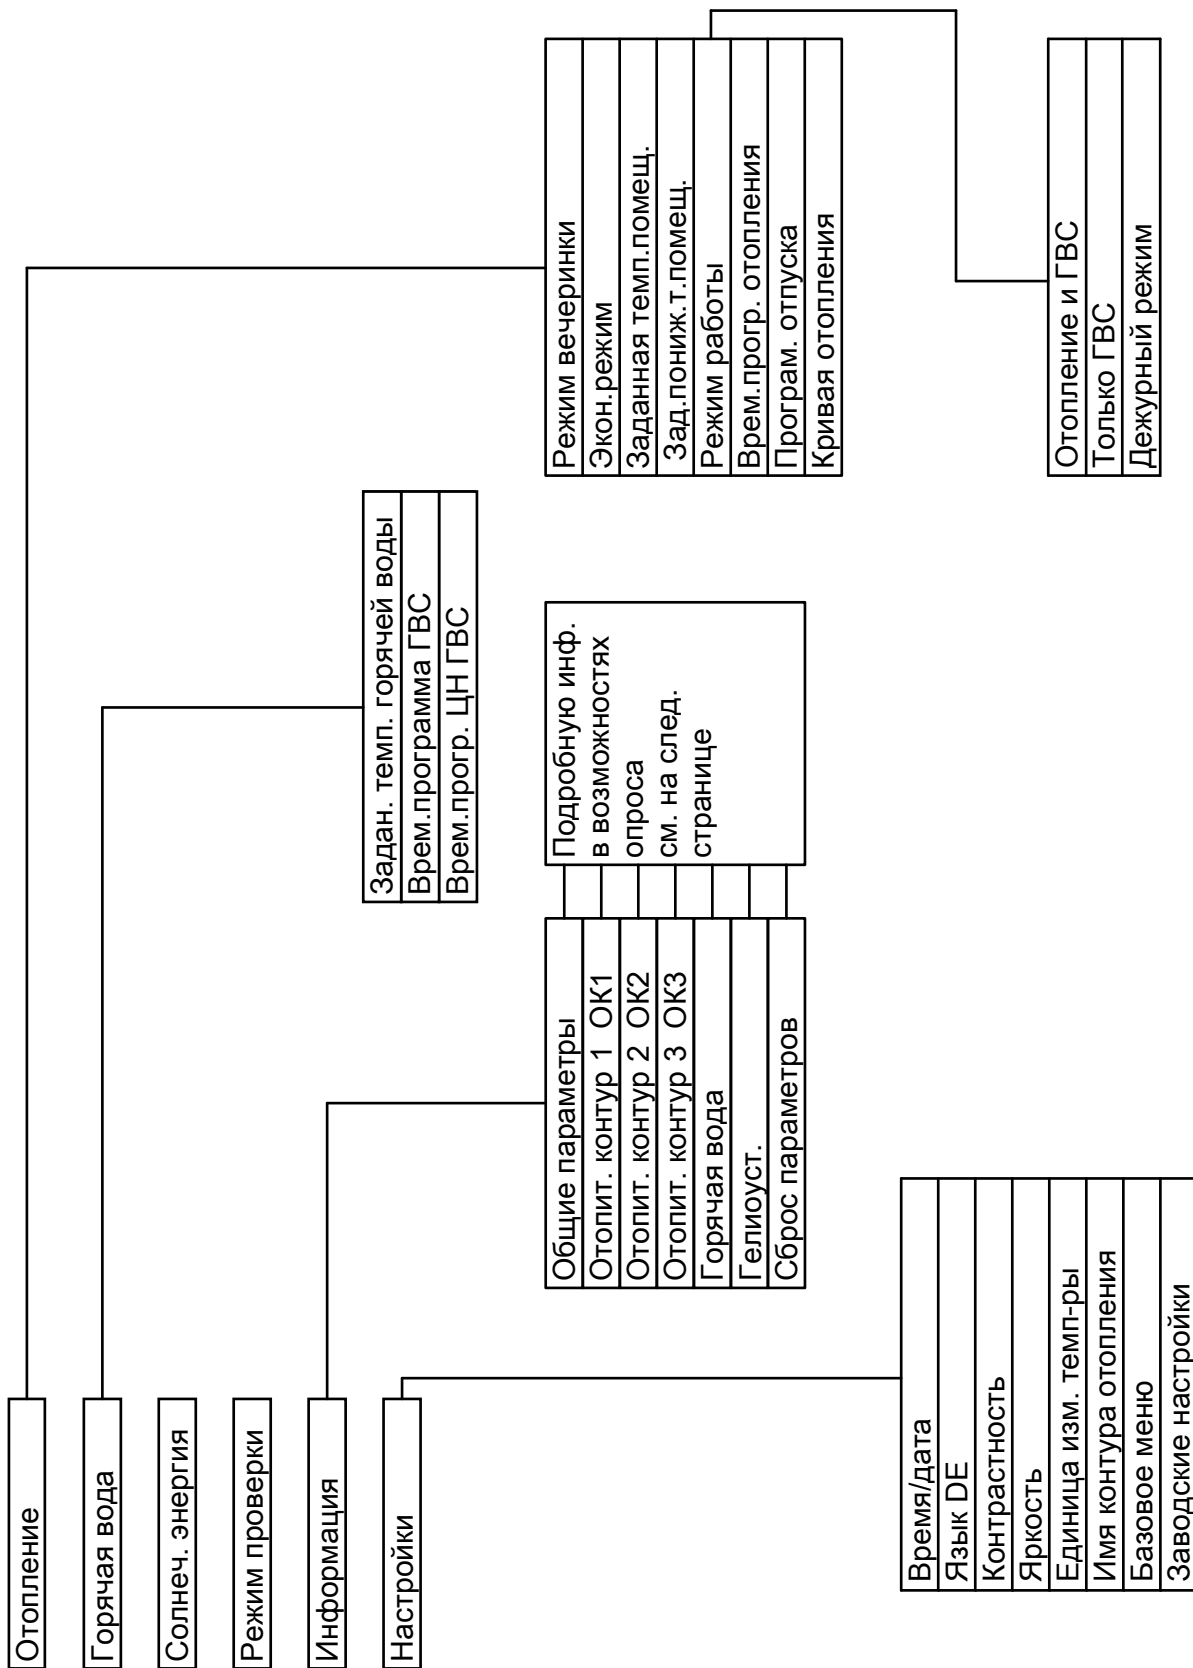 Отопление
Горячая вода
Солнеч. энергия
Режим проверки
Информация
Настройки
Режим вечеринки
Экон.режим
Заданная темп.помещ.
Зад.пониж.т.помещ.
Режим работы
Врем.прогр. отопления
Програм. отпуска
Кривая отопления
Отопление и ГВС
Только ГВС
Дежурный режим
Задан. темп. горячей воды
Врем.программа ГВС
Врем.прогр. ЦН ГВС
Общие параметры
Отопит. контур 1 ОК1
Отопит. контур 2 ОК2
Отопит. контур 3 ОК3
Горячая вода
Гелиоуст.
Сброс параметров
Подробную инф.
в возможностях
опроса
см. на след.
странице
Время/дата
Язык DE
Контрастность
Яркость
Единица изм. темп-ры
Имя контура отопления
Базовое меню
Заводские настройки